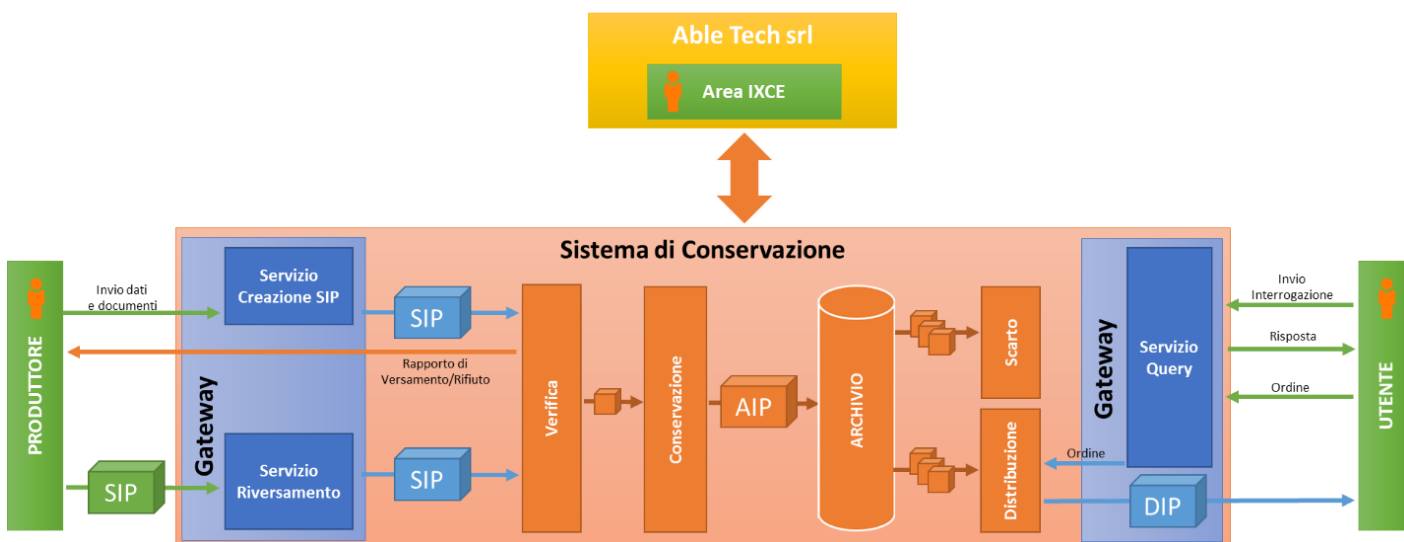 Able Tech srl
Area IXCE
Sistema di Conservazione
PRODUTTORE
Invio dati
e documenti
Servizio
Creazione SIP
SIP
Rapporto di
Versamento/Rifiuto
Gateway
SIP
Servizio
Riversamento
SIP
Verifica
Conservazione
AIP
ARCHIVIO
Scarto
Distribuzione
Gateway
Servizio
Query
Ordine
DIP
Invio
Interrogazione
Risposta
Ordine
UTENTE